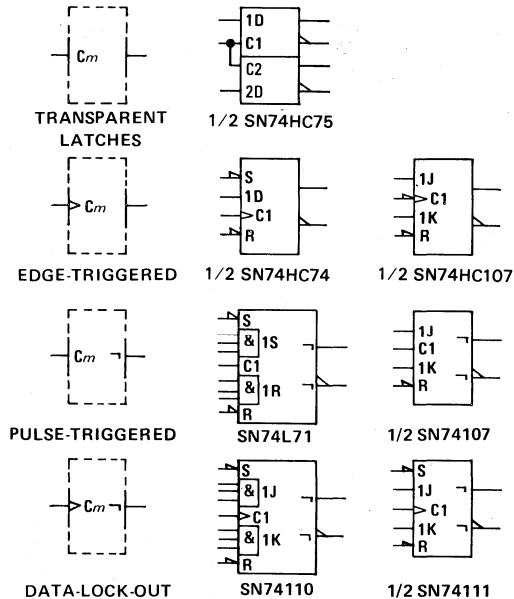 Cm
1D
C1
C2
2D
TRANSPARENT
LATCHES
1/2 SN74HC75
Cm
S
1D
C1
R
1J
C1
1K
R
EDGE-TRIGGERED
1/2 SN74HC74
1/2 SN74HC107
Cm ¬
S
& 1S ¬
C1
& 1R ¬
R
1J ¬
C1
1K ¬
R
PULSE-TRIGGERED
SN74L71
1/2 SN74107
Cm ¬
S
& 1J ¬
C1
& 1K ¬
R
S
1J ¬
C1
1K ¬
R
DATA-LOCK-OUT
SN74110
1/2 SN74111